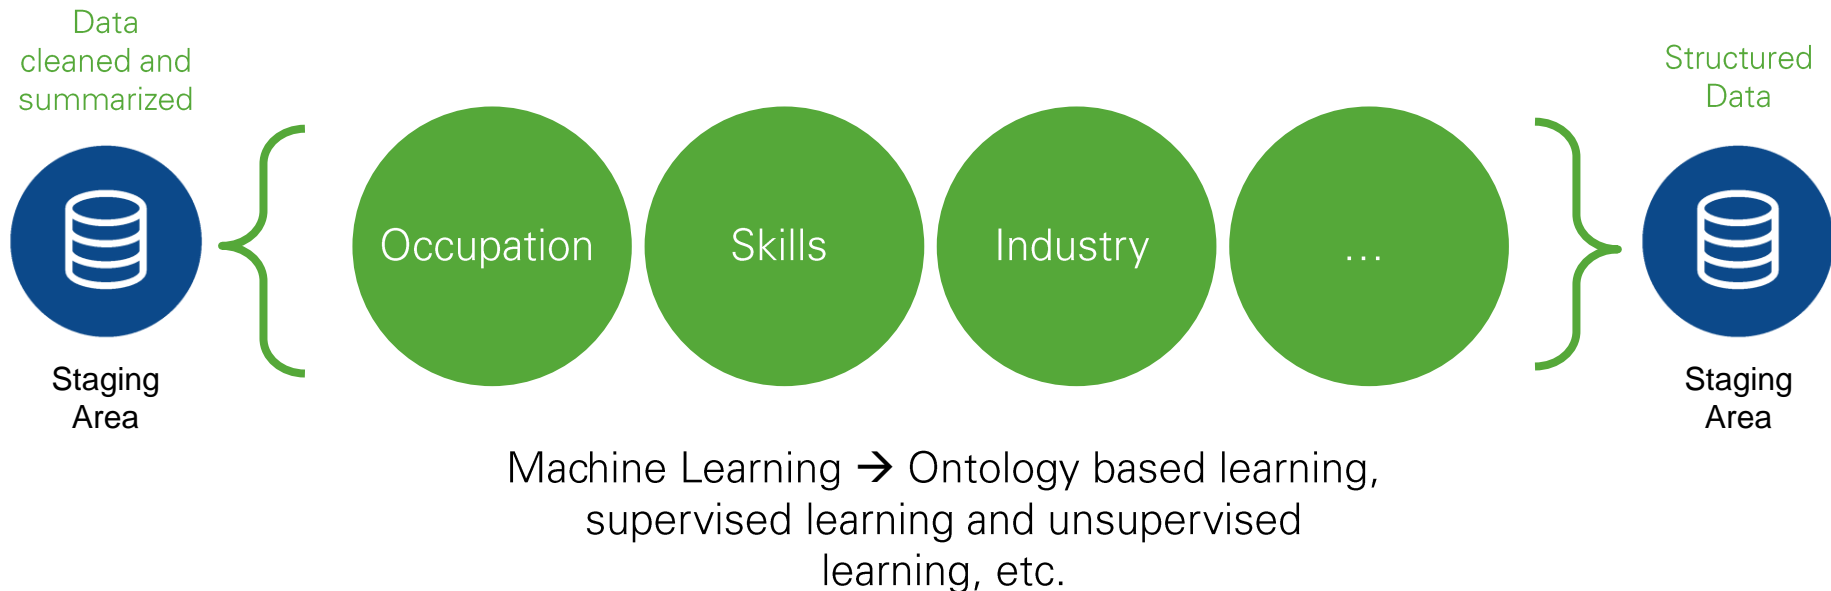 Data
cleaned and
summarized
Staging
Area
Occupation
Skills
Industry
...
Structured
Data
Staging
Area
Machine Learning → Ontology based learning,
supervised learning and unsupervised
learning, etc.